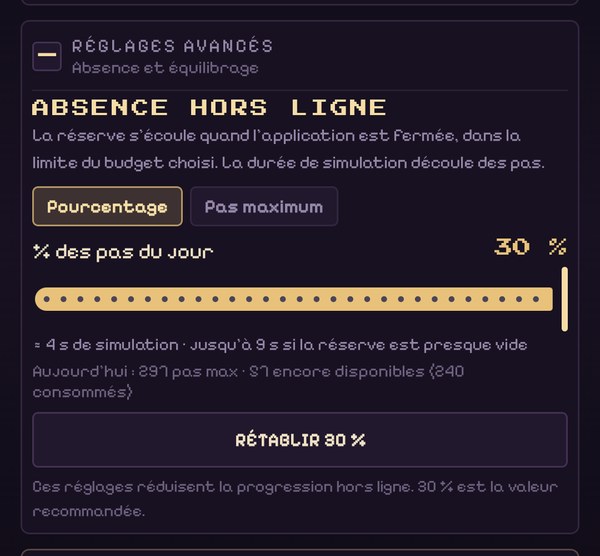 RÉGLAGES AVANCÉS
Absence et équilibrage
ABSENCE HORS LIGNE
La réserve s'écoule quand l'application est fermée, dans la
limite du budget choisi. La durée de simulation découle des pas.
Pourcentage
Pas maximum
% des pas du jour
30 %
≈ 4 s de simulation · jusqu'à 9 s si la réserve est presque vide
Aujourd'hui : 297 pas max · 57 encore disponibles (240
consommés)
RÉTABLIR 30 %
Ces réglages réduisent la progression hors ligne. 30 % est la valeur
recommandée.